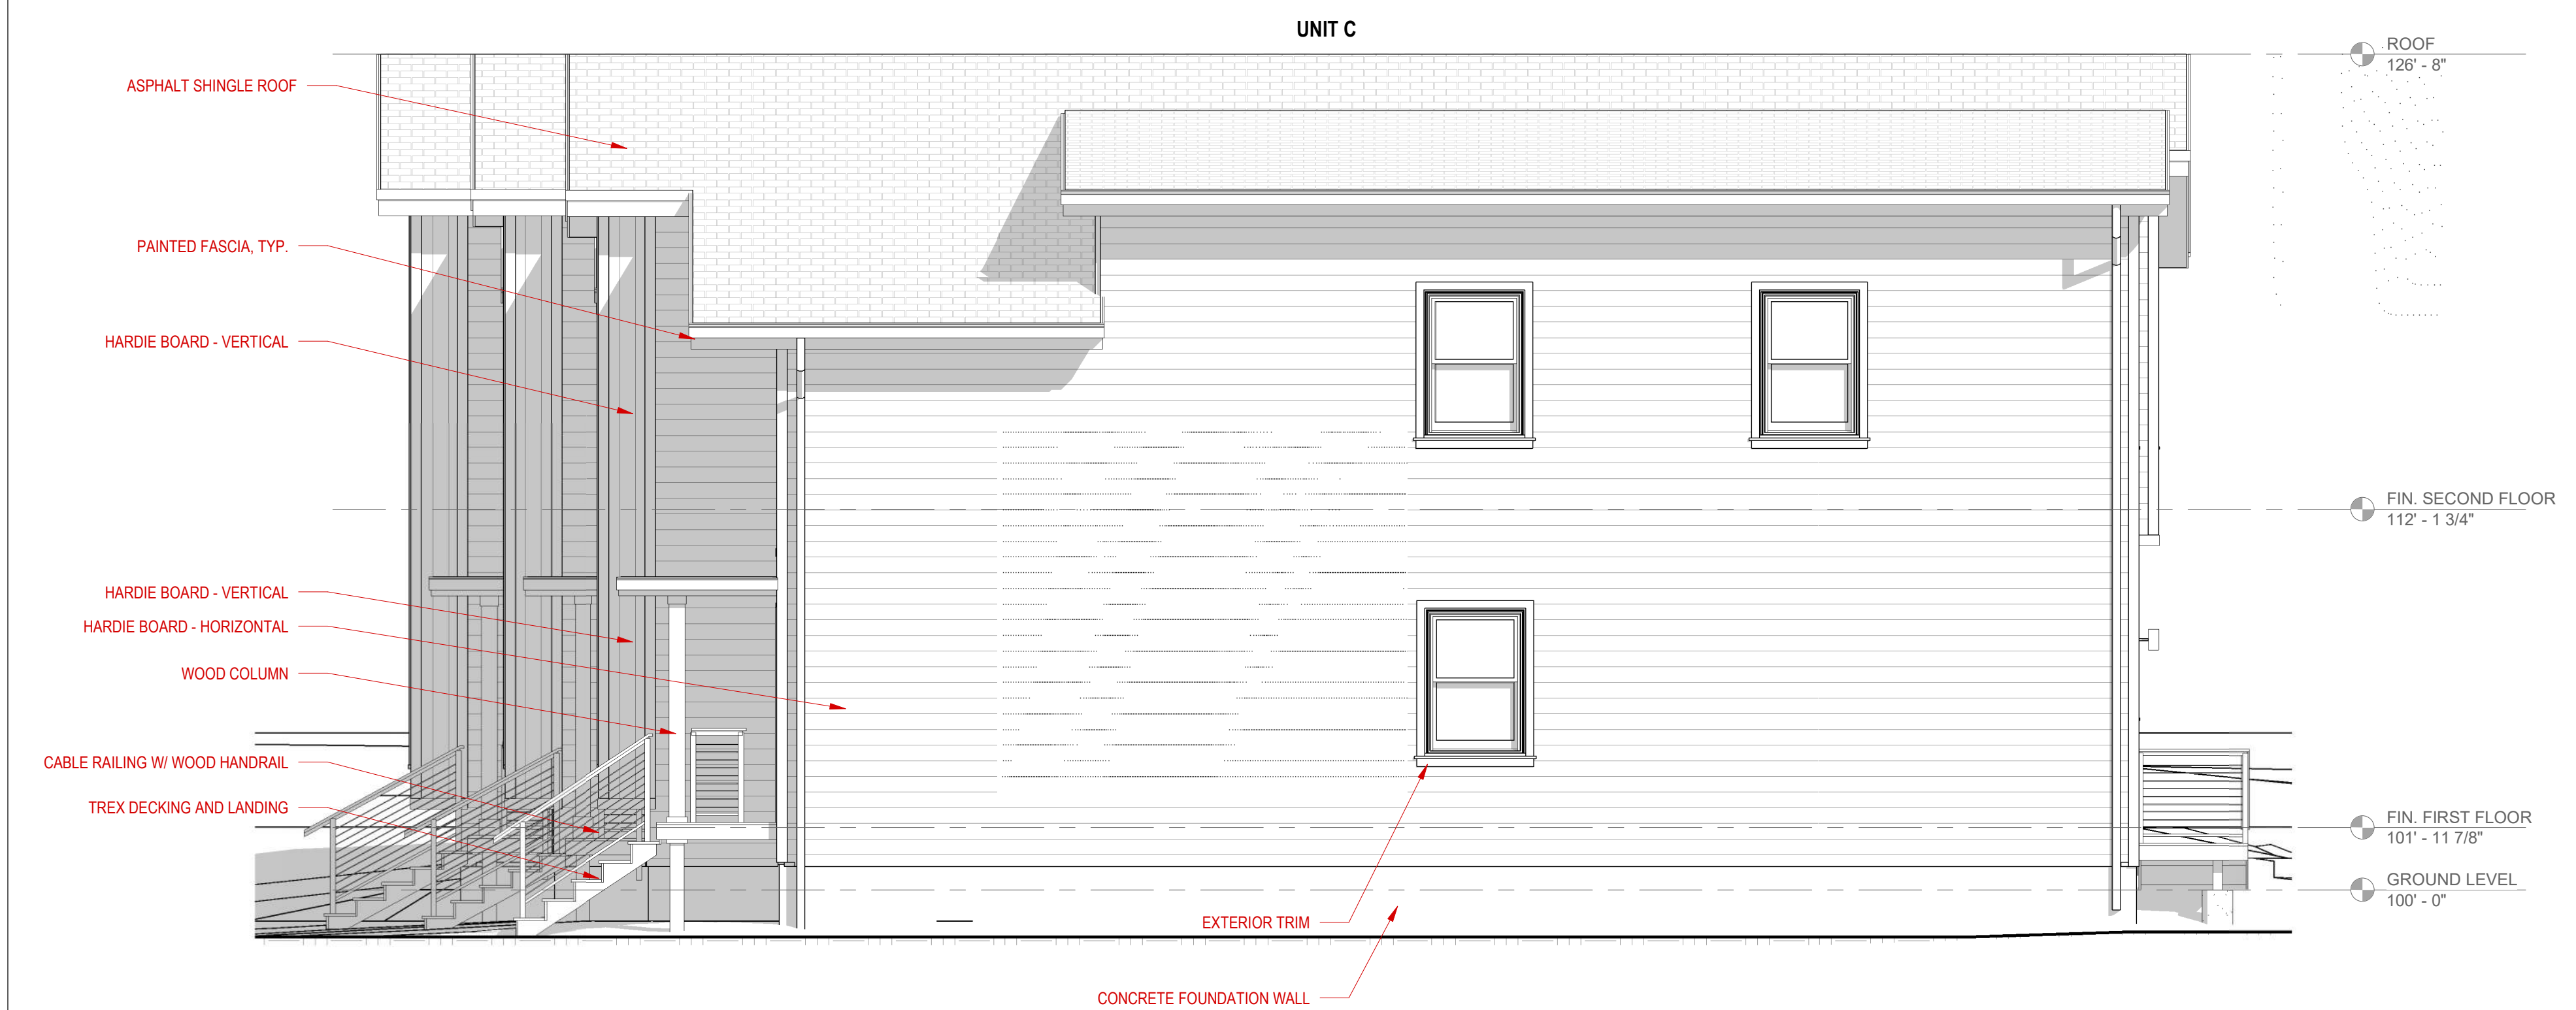 UNIT C
ROOF
126' - 8"
ASPHALT SHINGLE ROOF
PAINTED FASCIA, TYP.
HARDIE BOARD - VERTICAL
FIN. SECOND FLOOR
112' - 1 3/4"
HARDIE BOARD - VERTICAL
HARDIE BOARD - HORIZONTAL
WOOD COLUMN
CABLE RAILING W/ WOOD HANDRAIL
TREX DECKING AND LANDING
FIN. FIRST FLOOR
101' - 11 7/8"
GROUND LEVEL
100' - 0"
EXTERIOR TRIM
CONCRETE FOUNDATION WALL